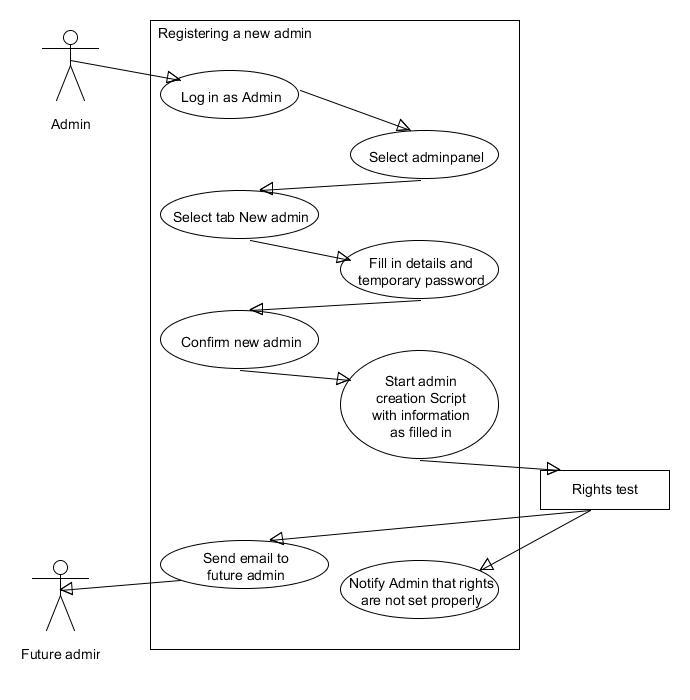 Registering a new admin
Admin
Log in as Admin
Select adminpanel
Select tab New admin
Fill in details and
temporary password
Confirm new admin
Start admin
creation Script
with information
as filled in
Rights test
Send email to
future admin
Notify Admin that rights
are not set properly
Future admir